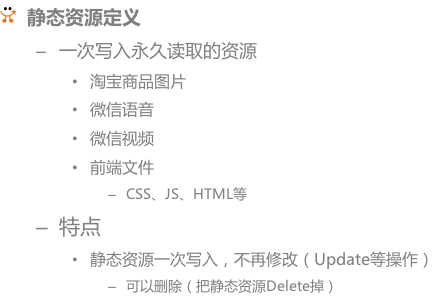 静态资源定义
– 一次写入永久读取的资源
• 淘宝商品图片
• 微信语音
• 微信视频
• 前端文件
– CSS、JS、HTML等
– 特点
• 静态资源一次写入，不再修改（Update等操作）
– 可以删除（把静态资源Delete掉）